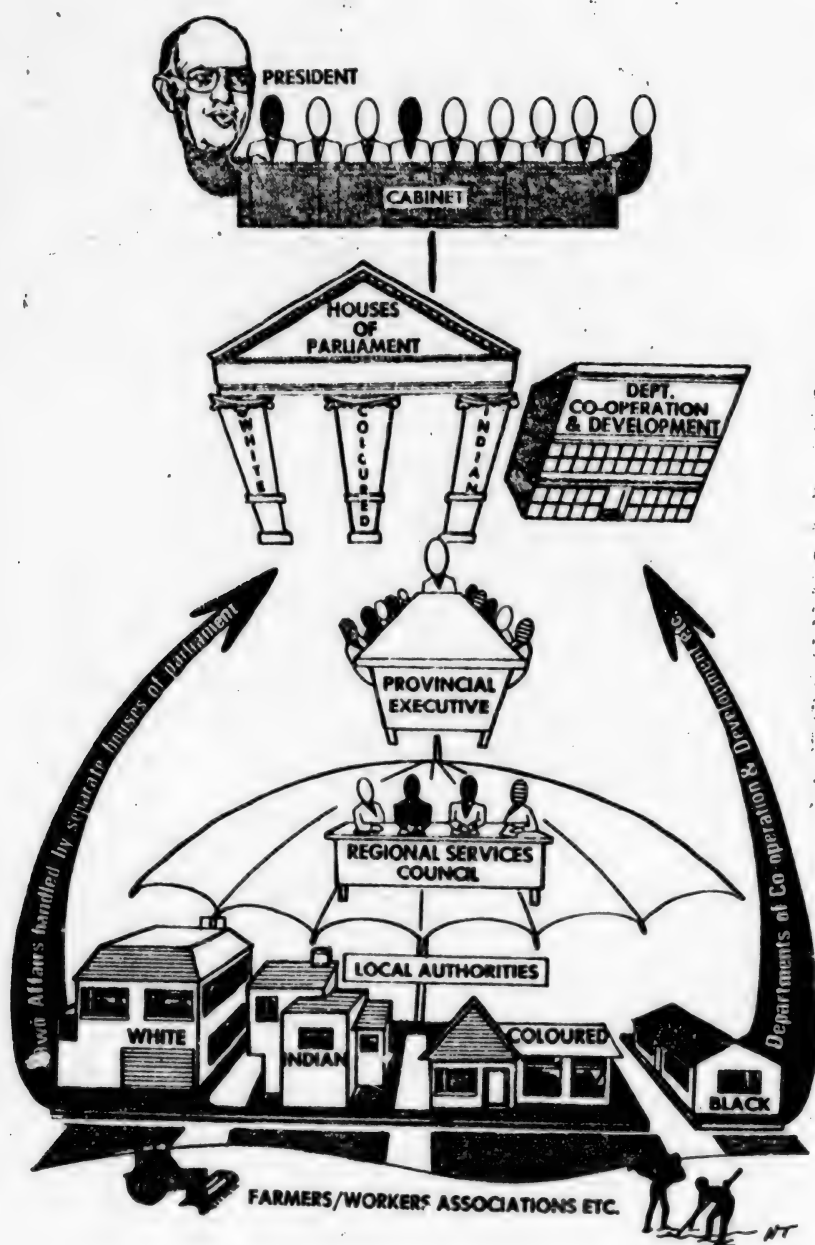 PRESIDENT
CABINET
HOUSES
OF
PARLIAMENT
WHITE
COLOURED
INDIAN
DEPT.
CO-OPERATION
& DEVELOPMENT
PROVINCIAL
EXECUTIVE
REGIONAL SERVICES
COUNCIL
Own Affairs handled by separate houses of parliament
Departments of Co-operation & Development etc.
LOCAL AUTHORITIES
WHITE
INDIAN
COLOURED
BLACK
FARMERS/WORKERS ASSOCIATIONS ETC.
NT